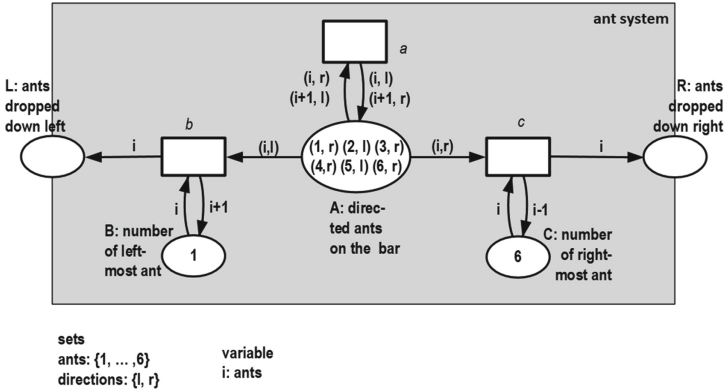 ant system
a
(i, r)
(i+1, l)
(i, l)
(i+1, r)
L: ants
dropped
down left
R: ants
dropped
down right
b
c
i
(i,l)
(1, r) (2, l) (3, r)
(4,r) (5, l) (6, r)
(i,r)
i
i
i+1
A: direc-
ted ants
on the bar
i
i-1
B: number
of left-
most ant
1
6
C: number
of right-
most ant
sets
ants: {1, ... ,6}
directions: {l, r}
variable
i: ants